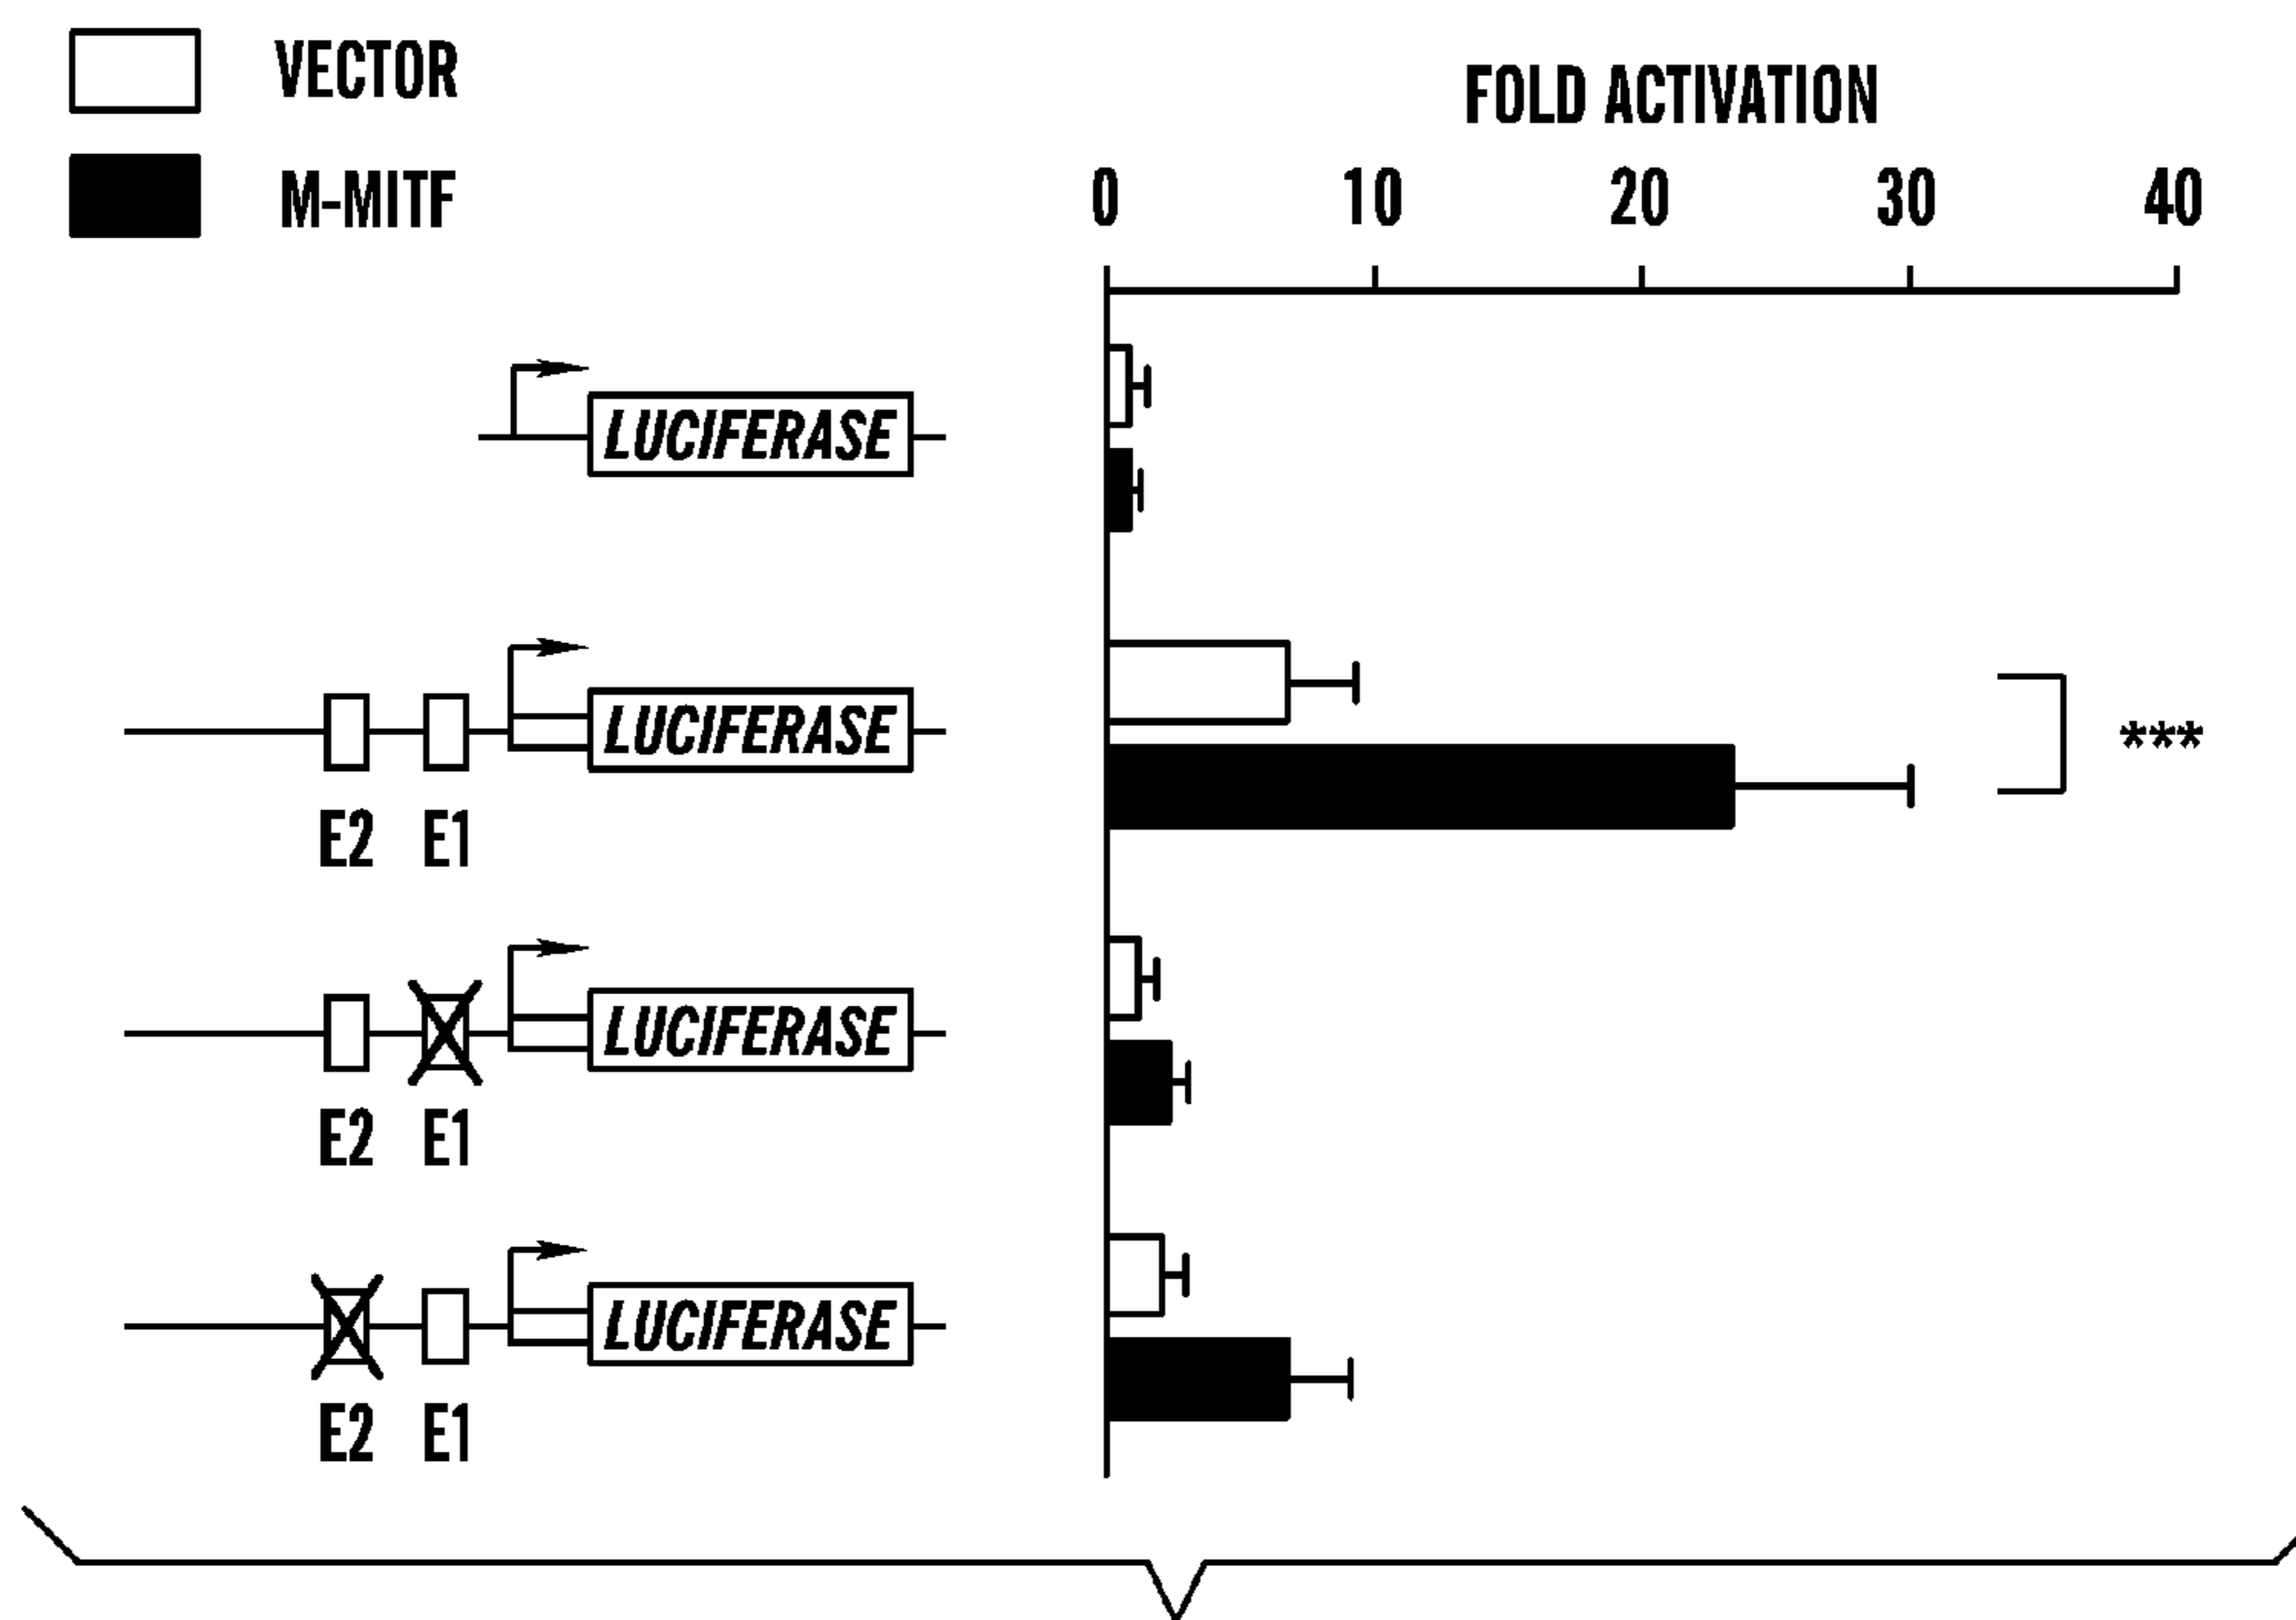 VECTOR
M-MITF
FOLD ACTIVATION
0 10 20 30 40
LUCIFERASE
LUCIFERASE
E2 E1
***
LUCIFERASE
E2 E1
LUCIFERASE
E2 E1